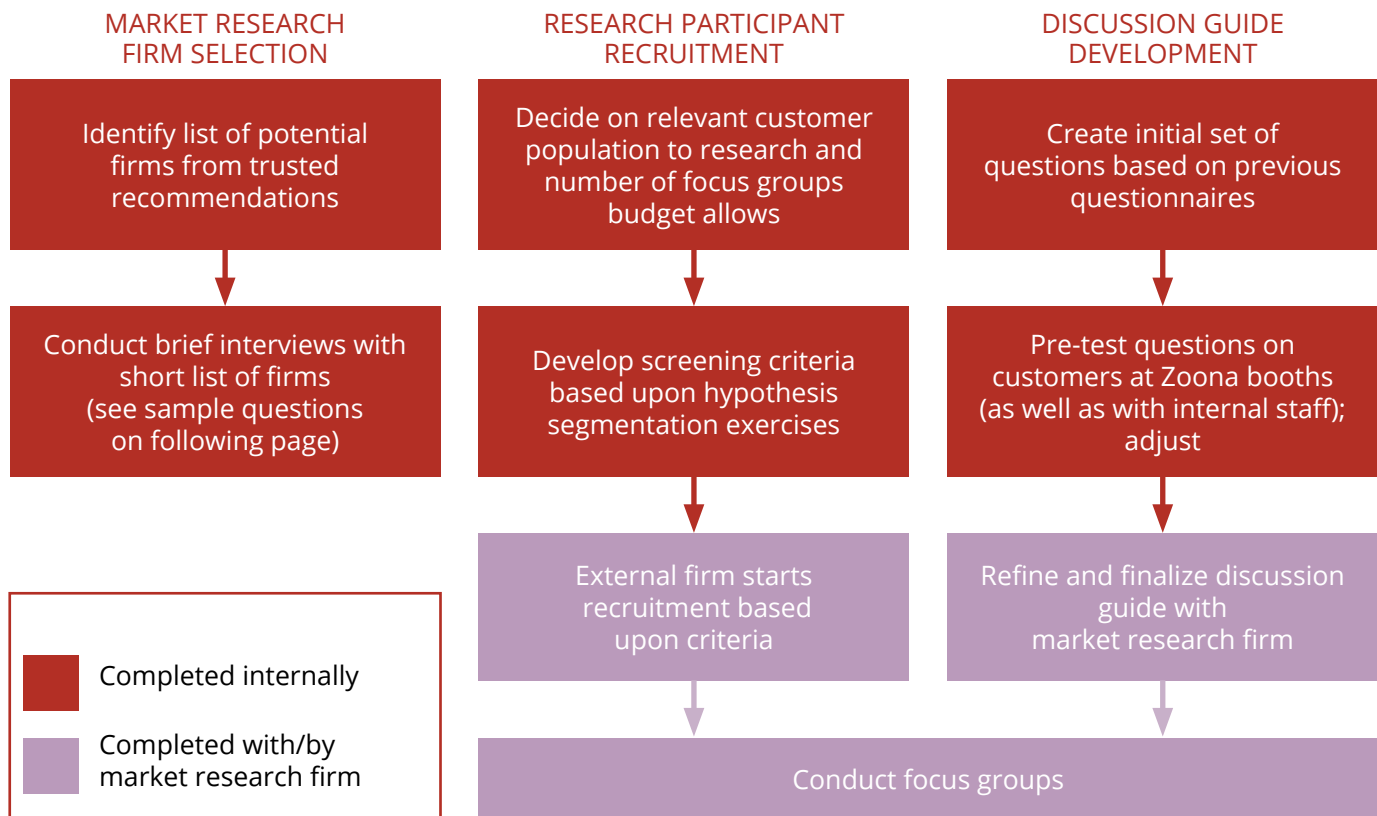 MARKET RESEARCH
FIRM SELECTION
Identify list of potential
firms from trusted
recommendations
Conduct brief interviews with
short list of firms
(see sample questions
on following page)
RESEARCH PARTICIPANT
RECRUITMENT
Decide on relevant customer
population to research and
number of focus groups
budget allows
Develop screening criteria
based upon hypothesis
segmentation exercises
External firm starts
recruitment based
upon criteria
DISCUSSION GUIDE
DEVELOPMENT
Create initial set of
questions based on previous
questionnaires
Pre-test questions on
customers at Zoona booths
(as well as with internal staff);
adjust
Refine and finalize discussion
guide with
market research firm
Conduct focus groups
Completed internally
Completed with/by
market research firm